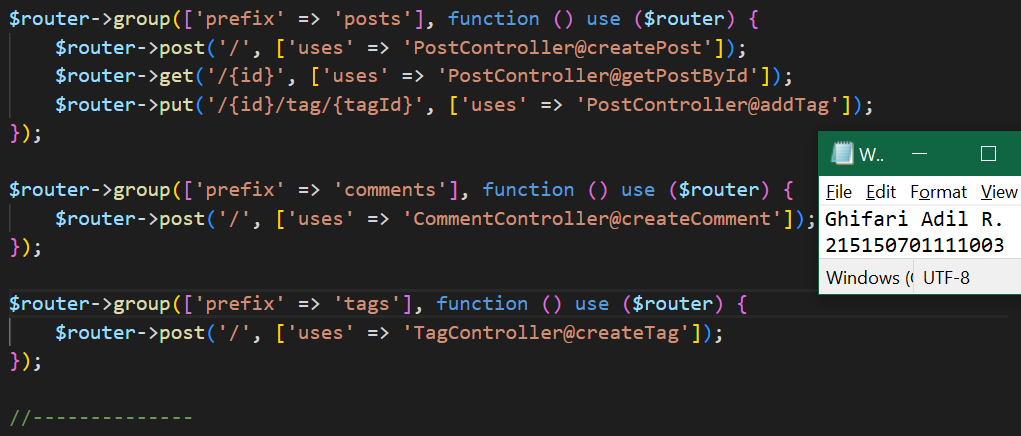 $router->group(['prefix' => 'posts'], function () use ($router) {
    $router->post('/', ['uses' => 'PostController@createPost']);
    $router->get('/{id}', ['uses' => 'PostController@getPostById']);
    $router->put('/{id}/tag/{tagId}', ['uses' => 'PostController@addTag']);
});

$router->group(['prefix' => 'comments'], function () use ($router) {
    $router->post('/', ['uses' => 'CommentController@createComment']);
});

$router->group(['prefix' => 'tags'], function () use ($router) {
    $router->post('/', ['uses' => 'TagController@createTag']);
});

//--------------
W..
File Edit Format View
Ghifari Adil R.
215150701111003
Windows (C UTF-8